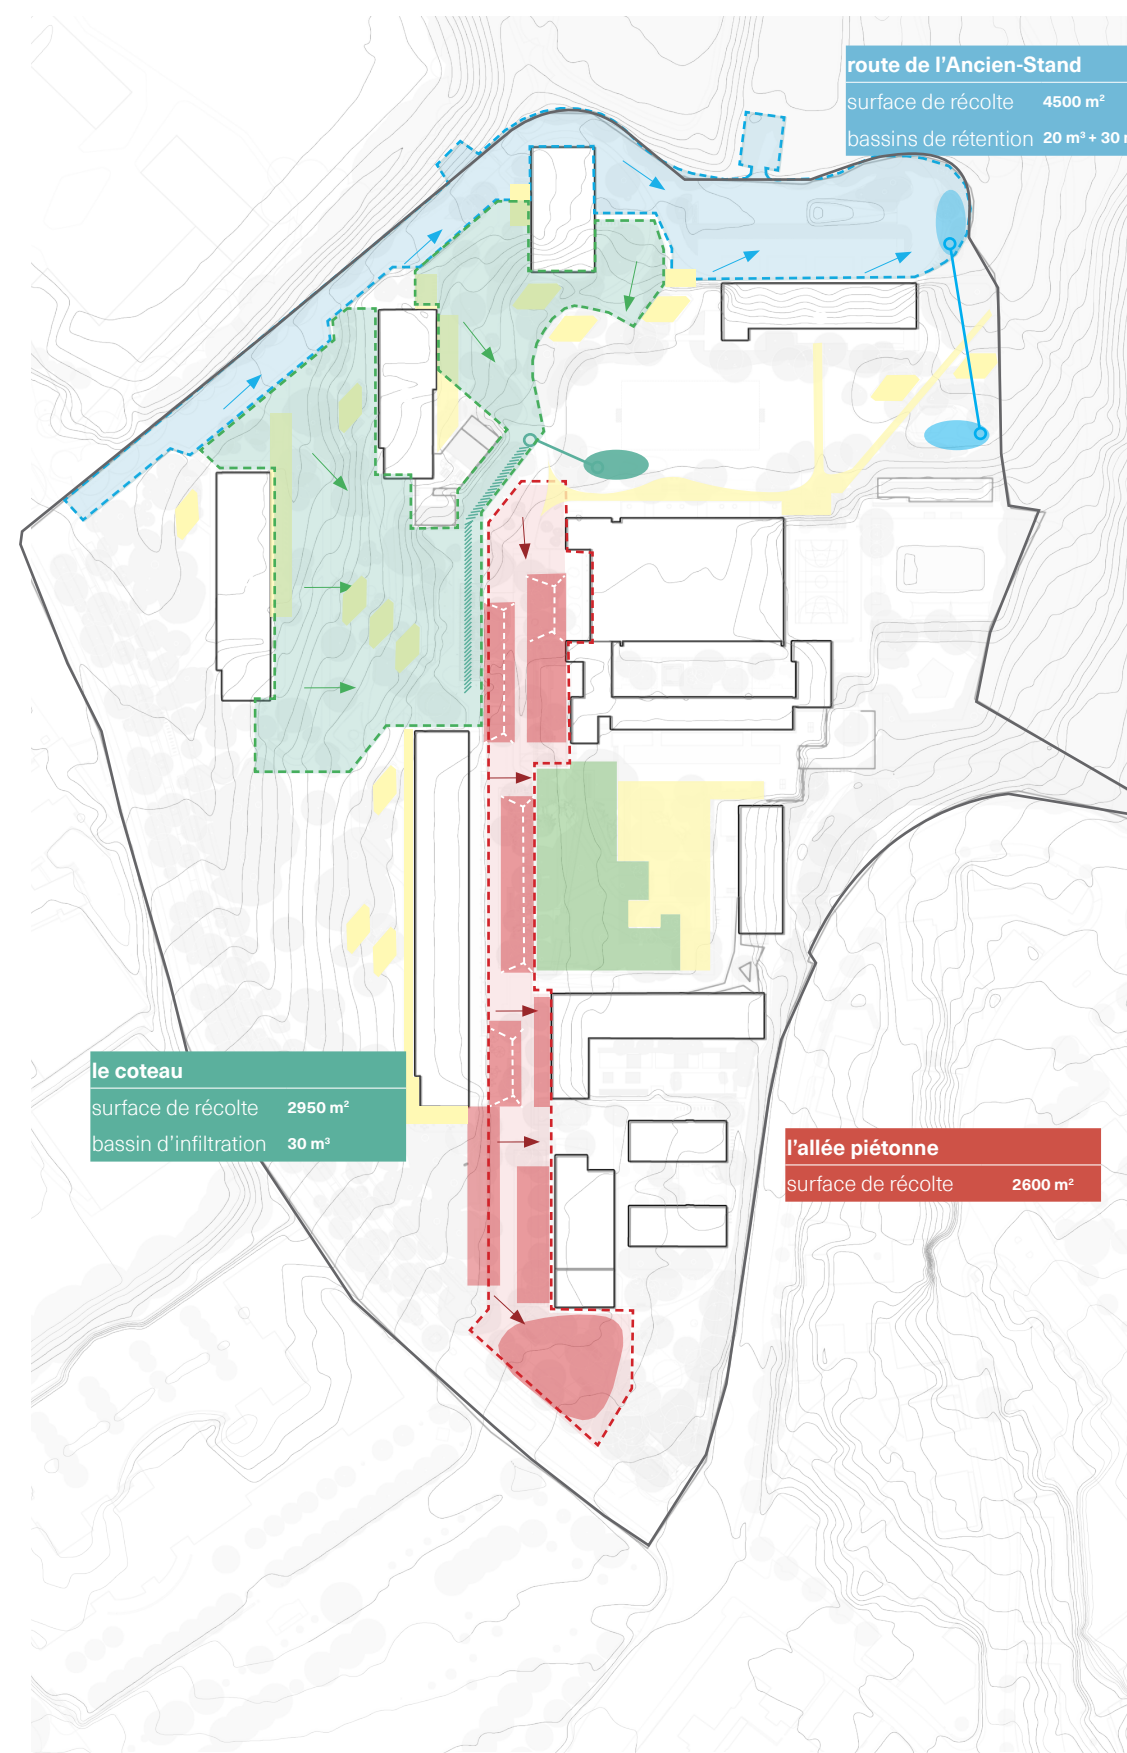 route de l'Ancien-Stand
surface de récolte 4500 m²
bassins de rétention 20 m³ + 30
le coteau
surface de récolte 2950 m²
bassin d'infiltration 30 m³
l'allée piétonne
surface de récolte 2600 m²